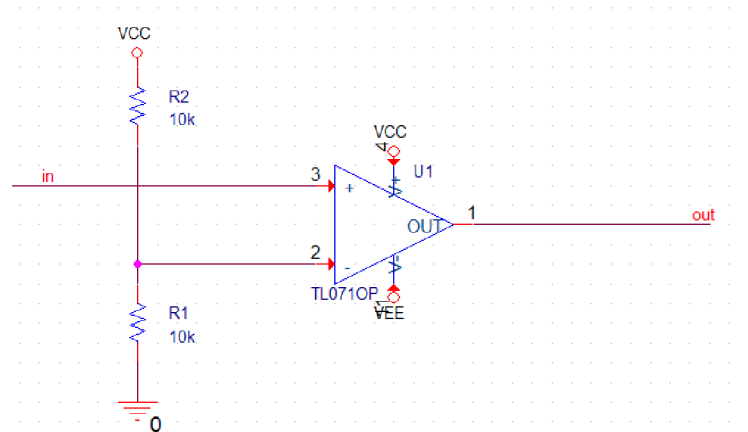 VCC
R2
10k
VCC
4
U1
in
3
+
V+
OUT
1
out
2
-
V-
TL071OP
VEE
R1
10k
0